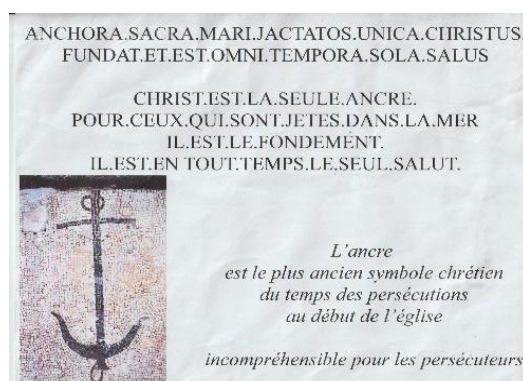 ANCHORA.SACRA.MARI.JACTATOS.UNICA.CHRISTUS
FUNDAT.ET.EST.OMNI.TEMPORA.SOLA.SALUS
CHRIST.EST.LA.SEULE.ANCRE.
POUR.CEUX.QUI.SONT.JETES.DANS.LA.MER
IL.EST.LE.FONDEMENT.
IL.EST.EN TOUT.TEMPS.LE.SEUL.SALUT.
L'ancre
est le plus ancien symbole chrétien
du temps des persécutions
au début de l'église
incompréhensible pour les persécuteurs